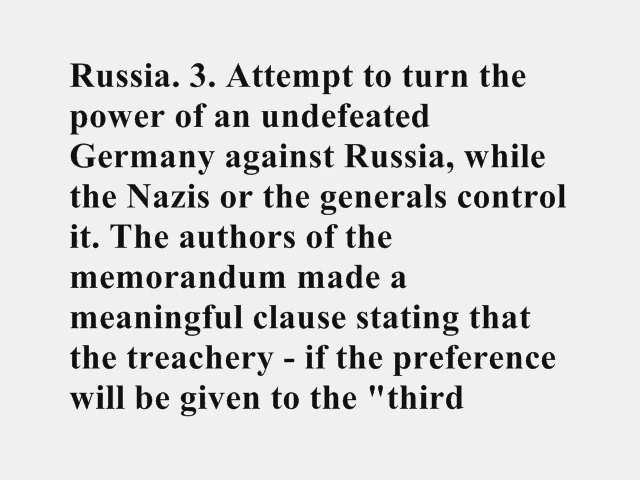 Russia. 3. Attempt to turn the
power of an undefeated
Germany against Russia, while
the Nazis or the generals control
it. The authors of the
memorandum made a
meaningful clause stating that
the treachery - if the preference
will be given to the "third